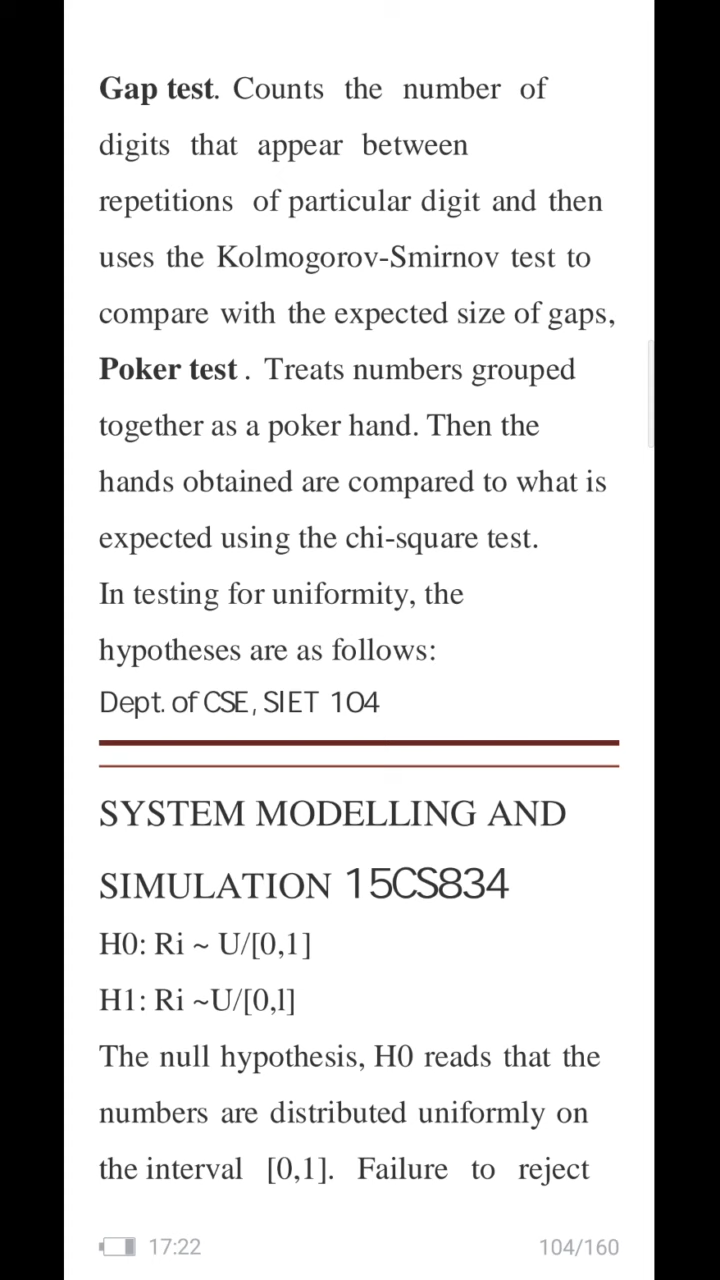 Gap test. Counts the number of
digits that appear between
repetitions of particular digit and then
uses the Kolmogorov-Smirnov test to
compare with the expected size of gaps,
Poker test . Treats numbers grouped
together as a poker hand. Then the
hands obtained are compared to what is
expected using the chi-square test.
In testing for uniformity, the
hypotheses are as follows:
Dept. of CSE, SIET 104
SYSTEM MODELLING AND
SIMULATION 15CS834
H0: Ri ~ U/[0,1]
H1: Ri ~U/[0,l]
The null hypothesis, H0 reads that the
numbers are distributed uniformly on
the interval [0,1]. Failure to reject
17:22 104/160